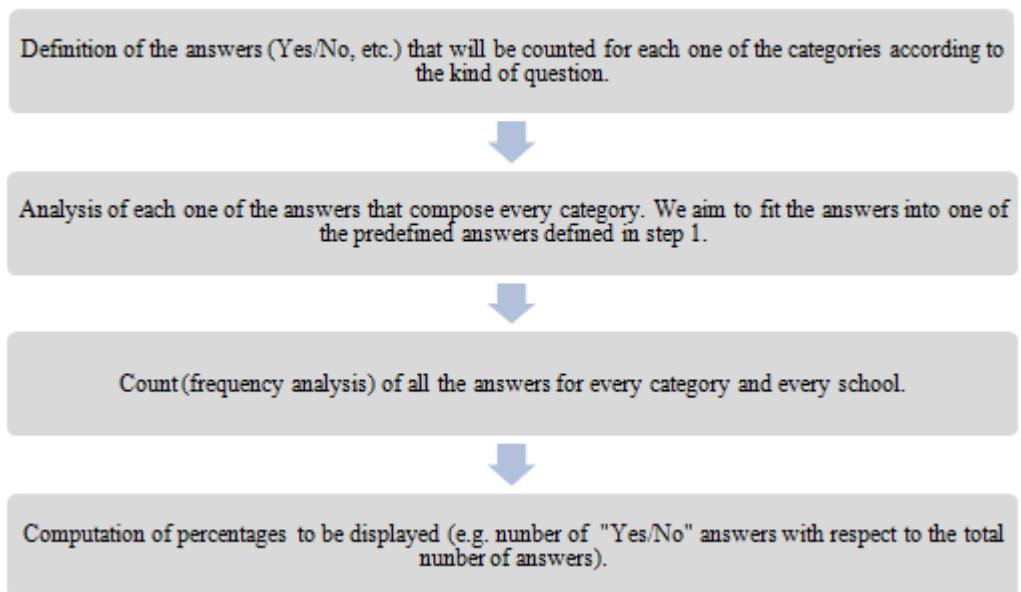 Definition of the answers (Yes/No, etc.) that will be counted for each one of the categories according to
the kind of question.
Analysis of each one of the answers that compose every category. We aim to fit the answers into one of
the predefined answers defined in step 1.
Count (frequency analysis) of all the answers for every category and every school.
Computation of percentages to be displayed (e.g. nunber of "Yes/No" answers with respect to the total
nunber of answers).